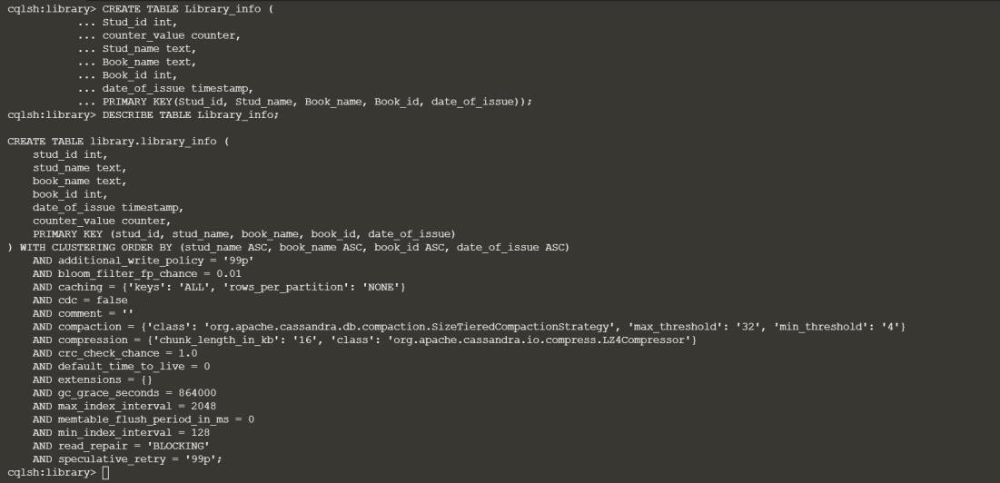 cqlsh:library> CREATE TABLE Library_info (
... Stud_id int,
... counter_value counter,
... Stud_name text,
... Book_name text,
... Book_id int,
... date_of_issue timestamp,
... PRIMARY KEY(Stud_id, Stud_name, Book_name, Book_id, date_of_issue));
cqlsh:library> DESCRIBE TABLE Library_info;
CREATE TABLE library.library_info (
stud_id int,
stud_name text,
book_name text,
book_id int,
date_of_issue timestamp,
counter_value counter,
PRIMARY KEY (stud_id, stud_name, book_name, book_id, date_of_issue)
) WITH CLUSTERING ORDER BY (stud_name ASC, book_name ASC, book_id ASC, date_of_issue ASC)
AND additional_write_policy = '99p'
AND bloom_filter_fp_chance = 0.01
AND caching = {'keys': 'ALL', 'rows_per_partition': 'NONE'}
AND cdc = false
AND comment = ''
AND compaction = {'class': 'org.apache.cassandra.db.compaction.SizeTieredCompactionStrategy', 'max_threshold': '32', 'min_threshold': '4'}
AND compression = {'chunk_length_in_kb': '16', 'class': 'org.apache.cassandra.io.compress.LZ4Compressor'}
AND crc_check_chance = 1.0
AND default_time_to_live = 0
AND extensions = {}
AND gc_grace_seconds = 864000
AND max_index_interval = 2048
AND memtable_flush_period_in_ms = 0
AND min_index_interval = 128
AND read_repair = 'BLOCKING'
AND speculative_retry = '99p';
cqlsh:library>